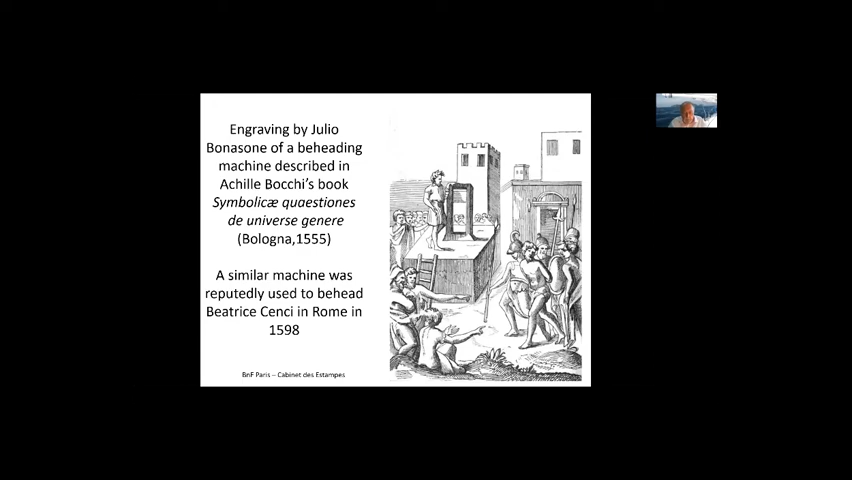 Engraving by Julio
Bonasone of a beheading
machine described in
Achille Bocchi's book
Symbolicæ quaestiones
de universe genere
(Bologna,1555)
A similar machine was
reputedly used to behead
Beatrice Cenci in Rome in
1598
BnF Paris – Cabinet des Estampes